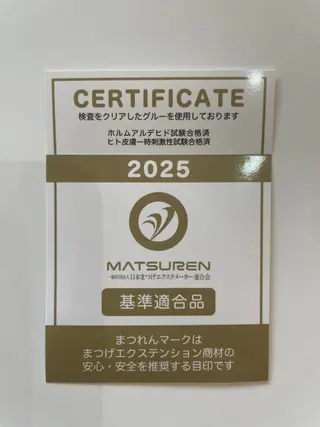 CERTIFICATE
検査をクリアしたグルーを使用しております
ホルムアルデヒド試験合格済
ヒト皮膚一時刺激性試験合格済
2025
MATSUREN
一般社団法人日本まつげエクステメーカー連合会
基準適合品
まつれんマークは
まつげエクステンション商材の
安心・安全を推奨する目印です